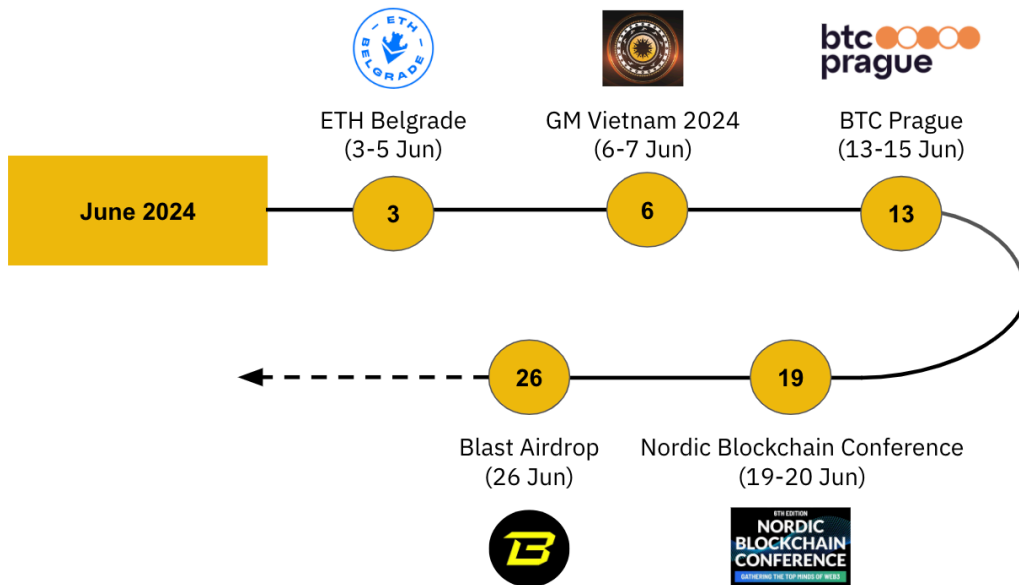 ETH
BELGRADE
btc
prague
ETH Belgrade
(3-5 Jun)
GM Vietnam 2024
(6-7 Jun)
BTC Prague
(13-15 Jun)
June 2024
3
6
13
26
19
Blast Airdrop
(26 Jun)
Nordic Blockchain Conference
(19-20 Jun)
6TH EDITION
NORDIC
BLOCKCHAIN
CONFERENCE
GATHERING THE TOP MINDS OF WEB3